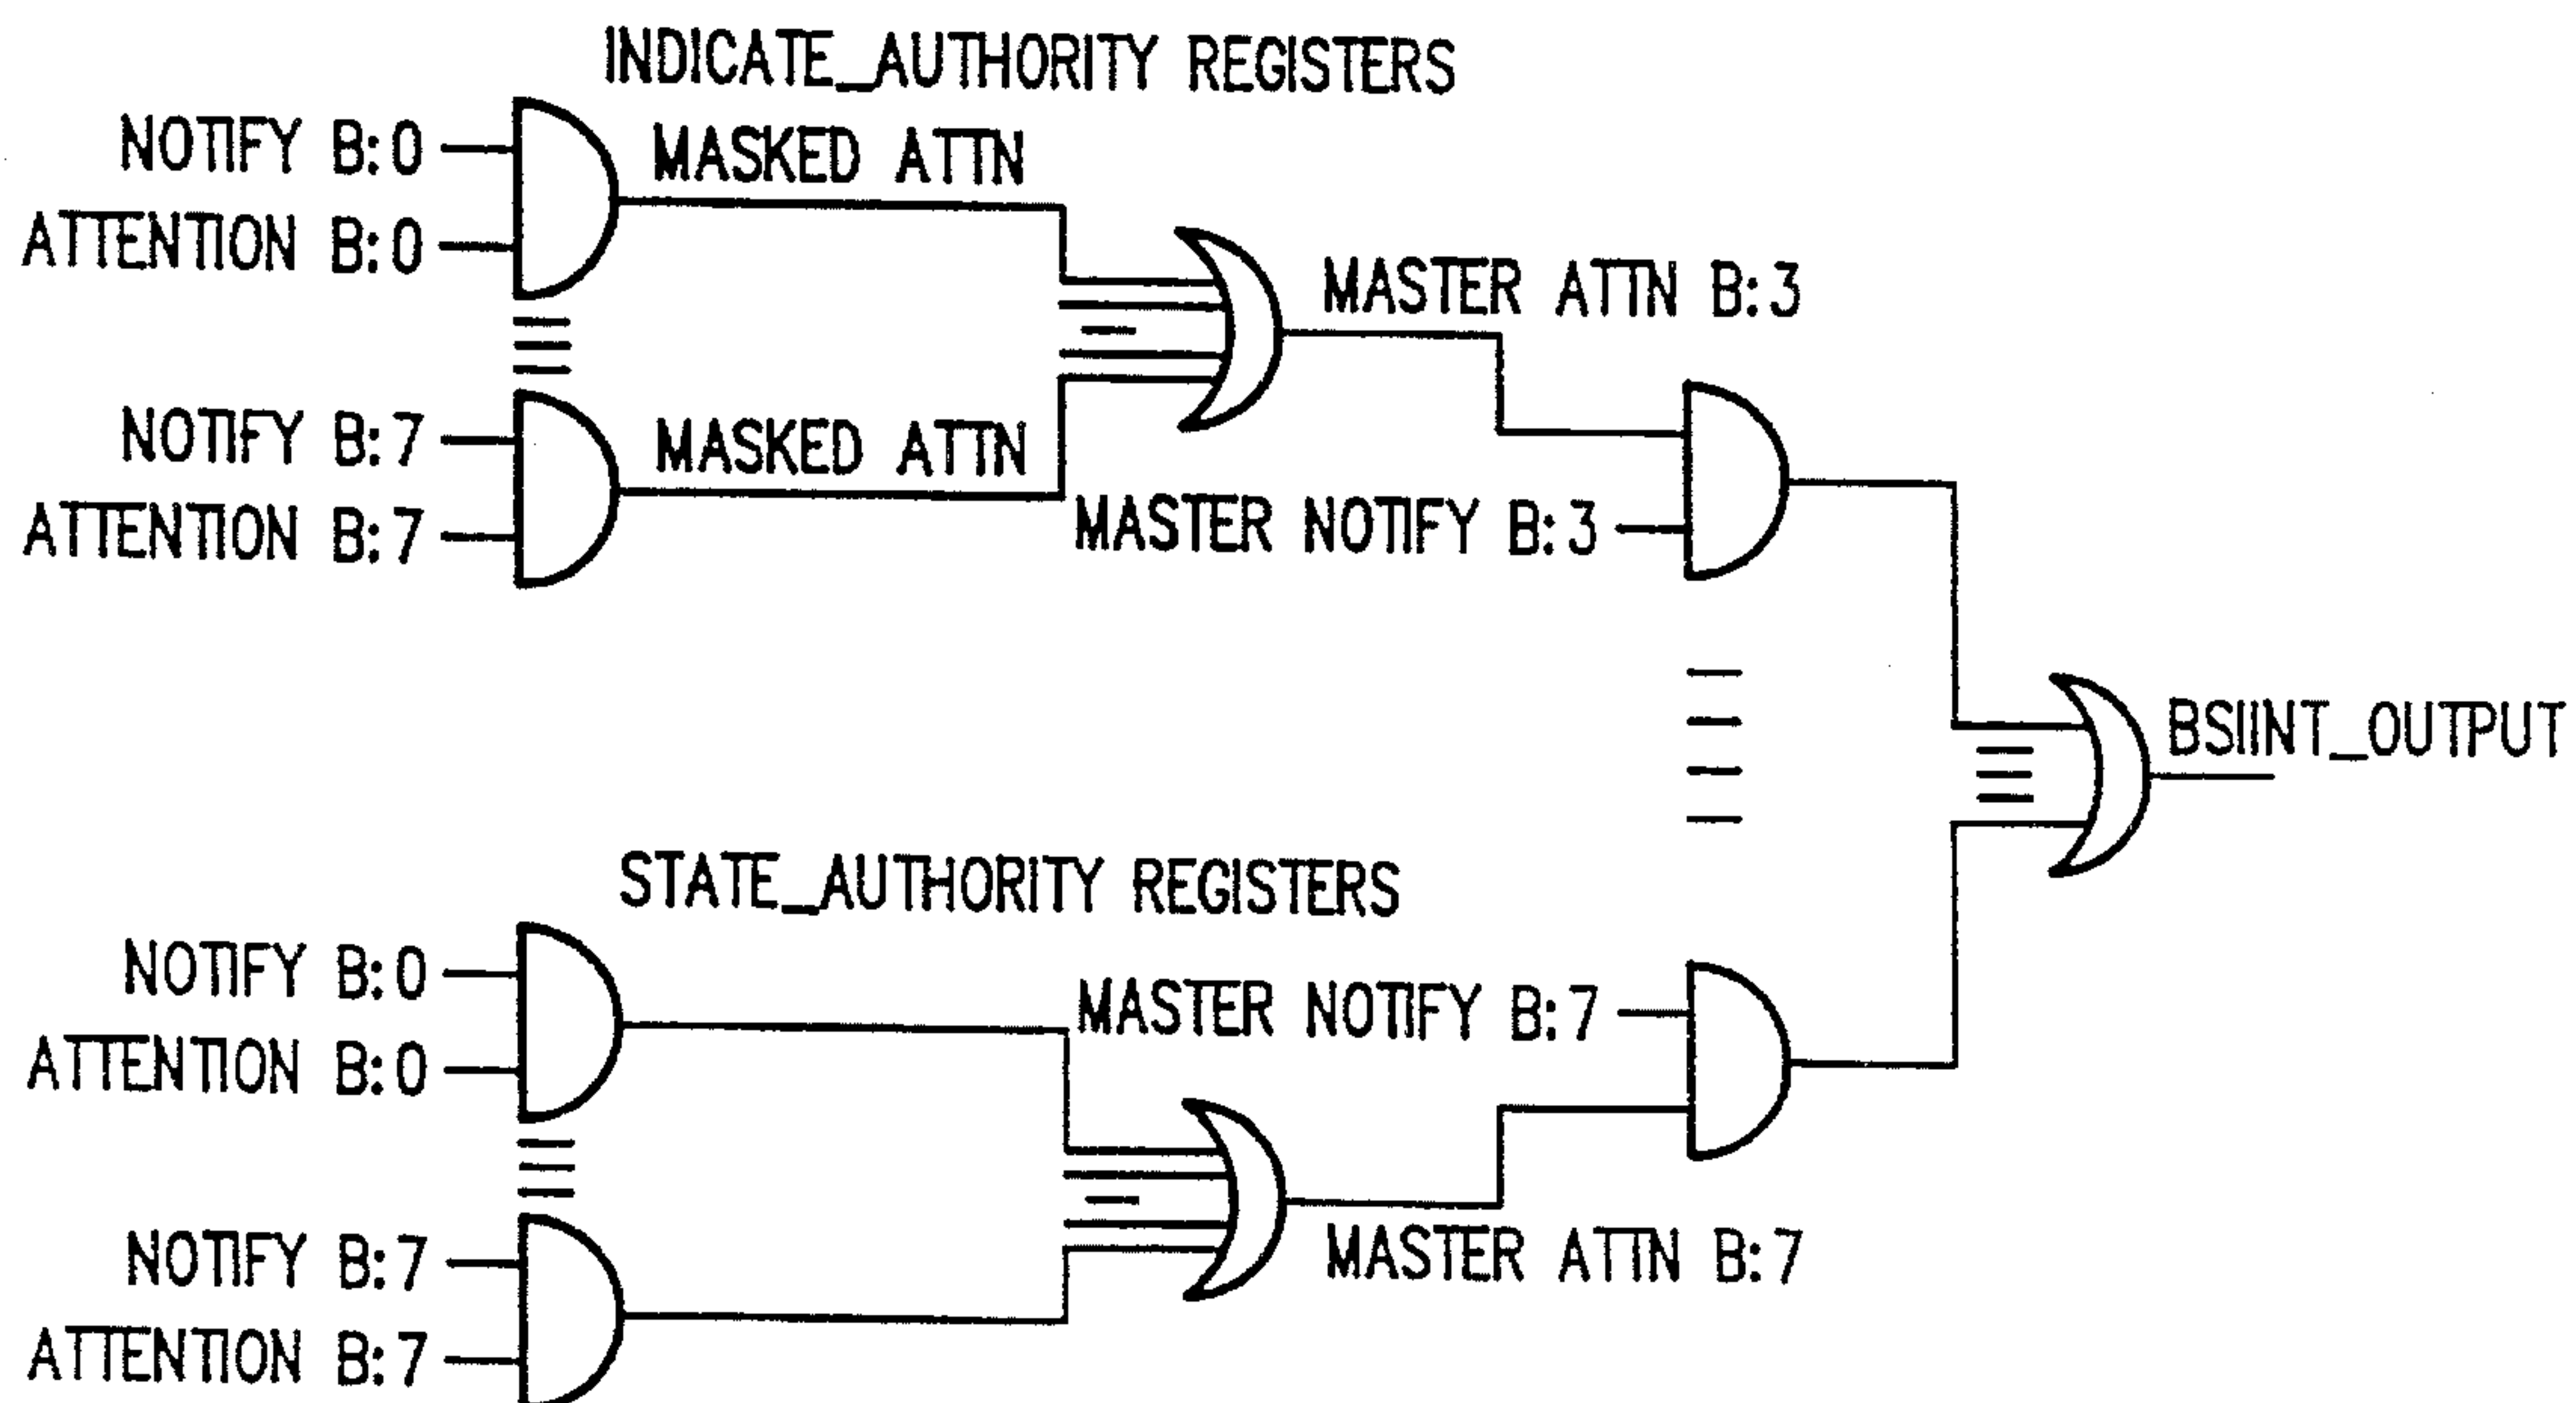 INDICATE_AUTHORITY REGISTERS
NOTIFY B:0
MASKED ATTN
ATTENTION B:0
MASTER ATTN B:3
NOTIFY B:7
MASKED ATTN
ATTENTION B:7
MASTER NOTIFY B:3
BSIINT_OUTPUT
STATE_AUTHORITY REGISTERS
NOTIFY B:0
MASTER NOTIFY B:7
ATTENTION B:0
NOTIFY B:7
MASTER ATTN B:7
ATTENTION B:7